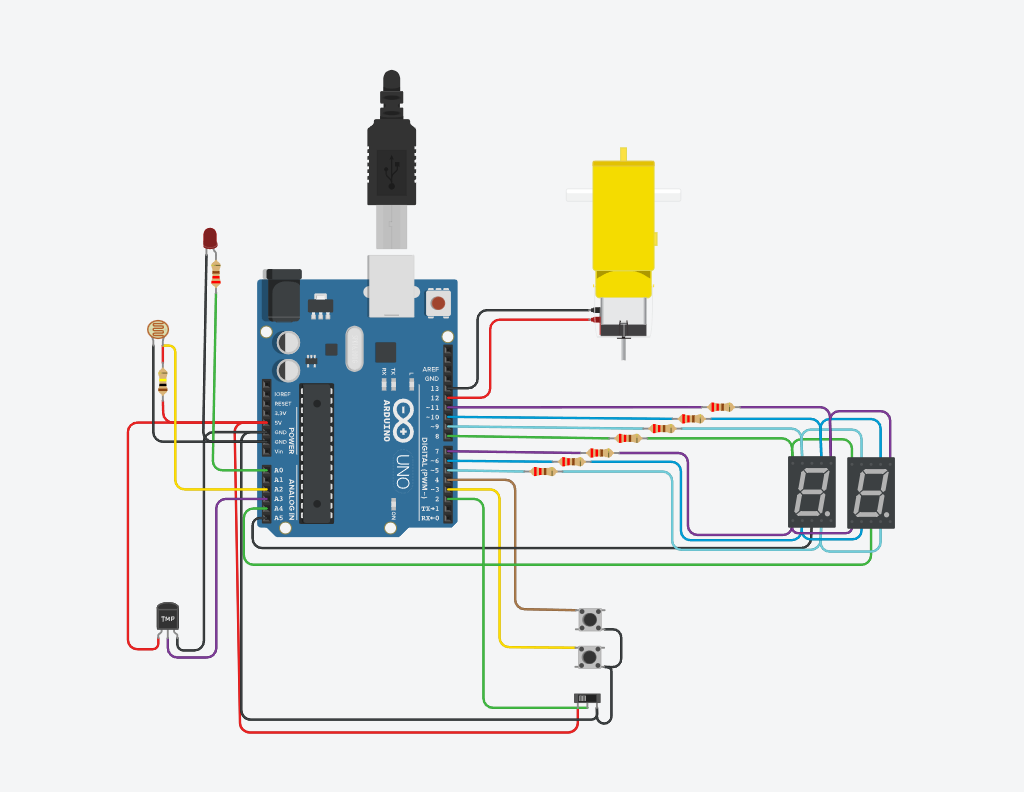 IOREF
RESET
3.3V
5V
GND
GND
Vin
POWER
A0
A1
A2
A3
A4
A5
ANALOG IN
RX
TX
L
ARDUINO
UNO
ON
AREF
GND
13
12
~11
~10
~9
8
7
~6
~5
4
~3
2
TX→1
RX←0
DIGITAL (PWM~)
TMP